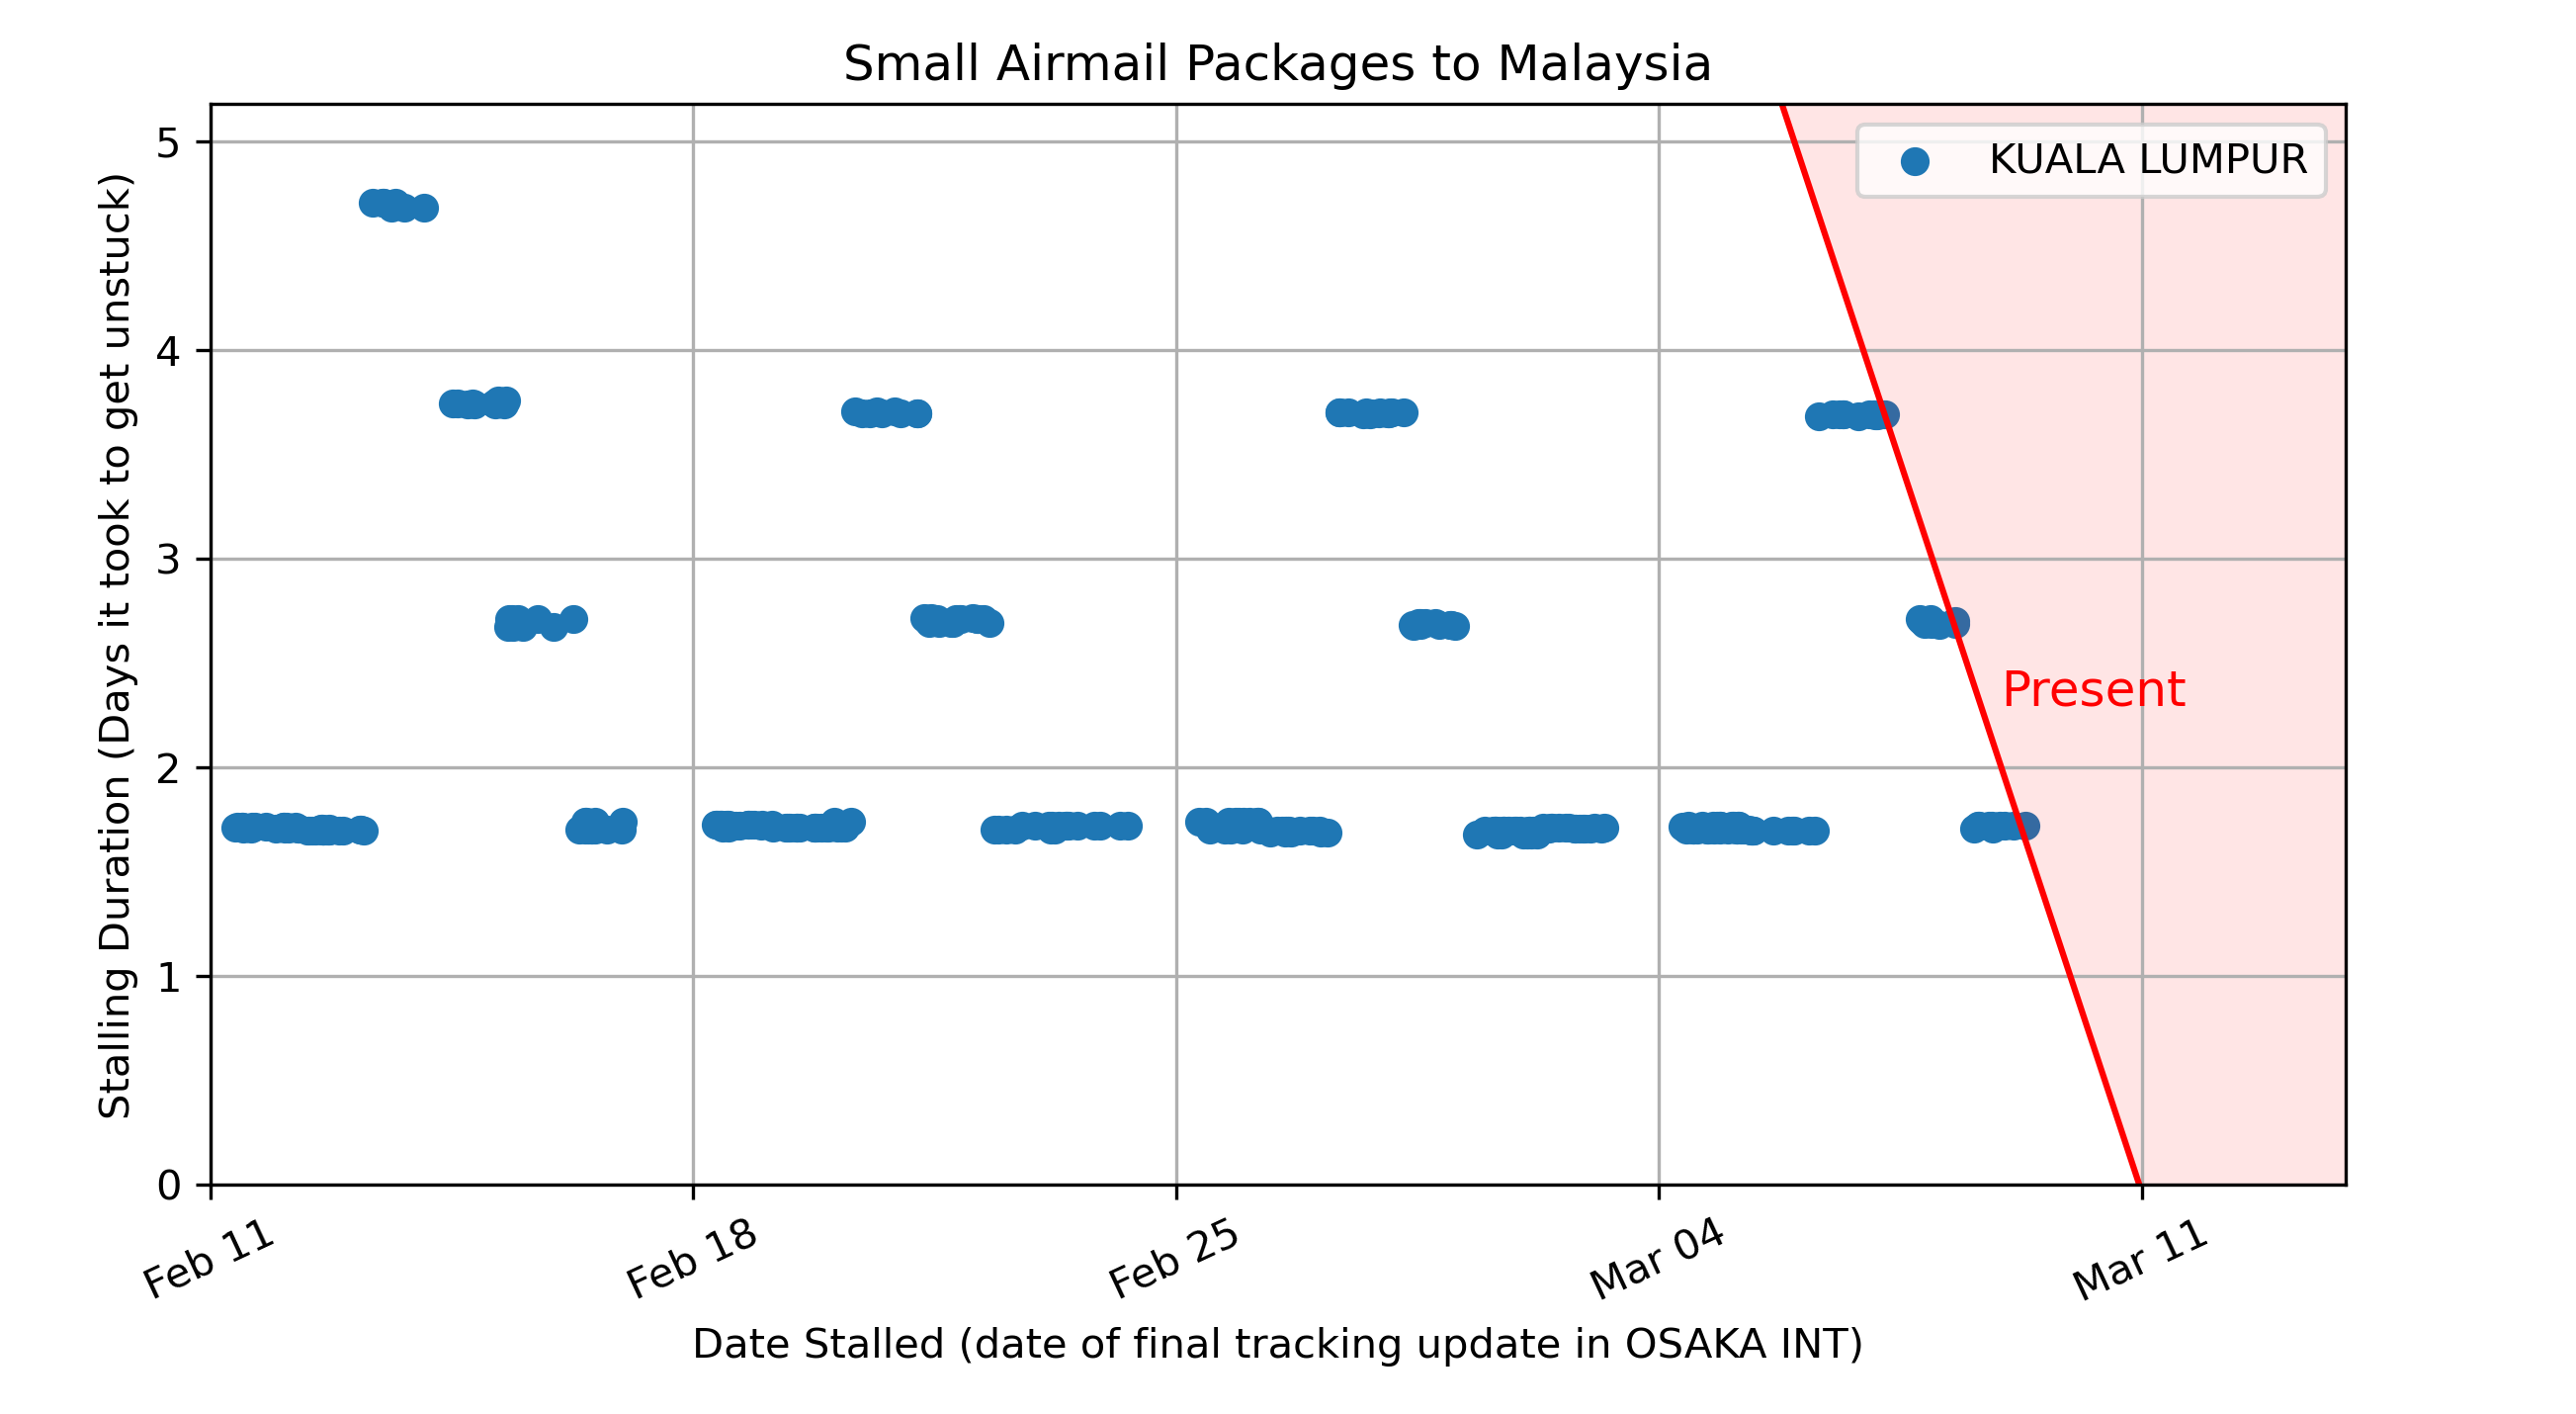 Small Airmail Packages to Malaysia
KUALA LUMPUR
5
4
3
2
1
0
Stalling Duration (Days it took to get unstuck)
Present
Feb 11
Feb 18
Feb 25
Mar 04
Mar 11
Date Stalled (date of final tracking update in OSAKA INT)